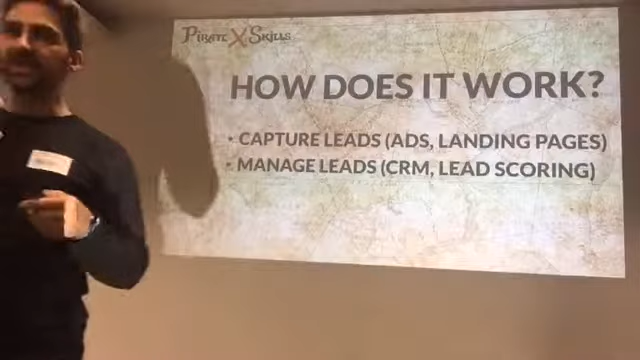 PIRATE X SKILLS
HOW DOES IT WORK?
• CAPTURE LEADS (ADS, LANDING PAGES)
• MANAGE LEADS (CRM, LEAD SCORING)